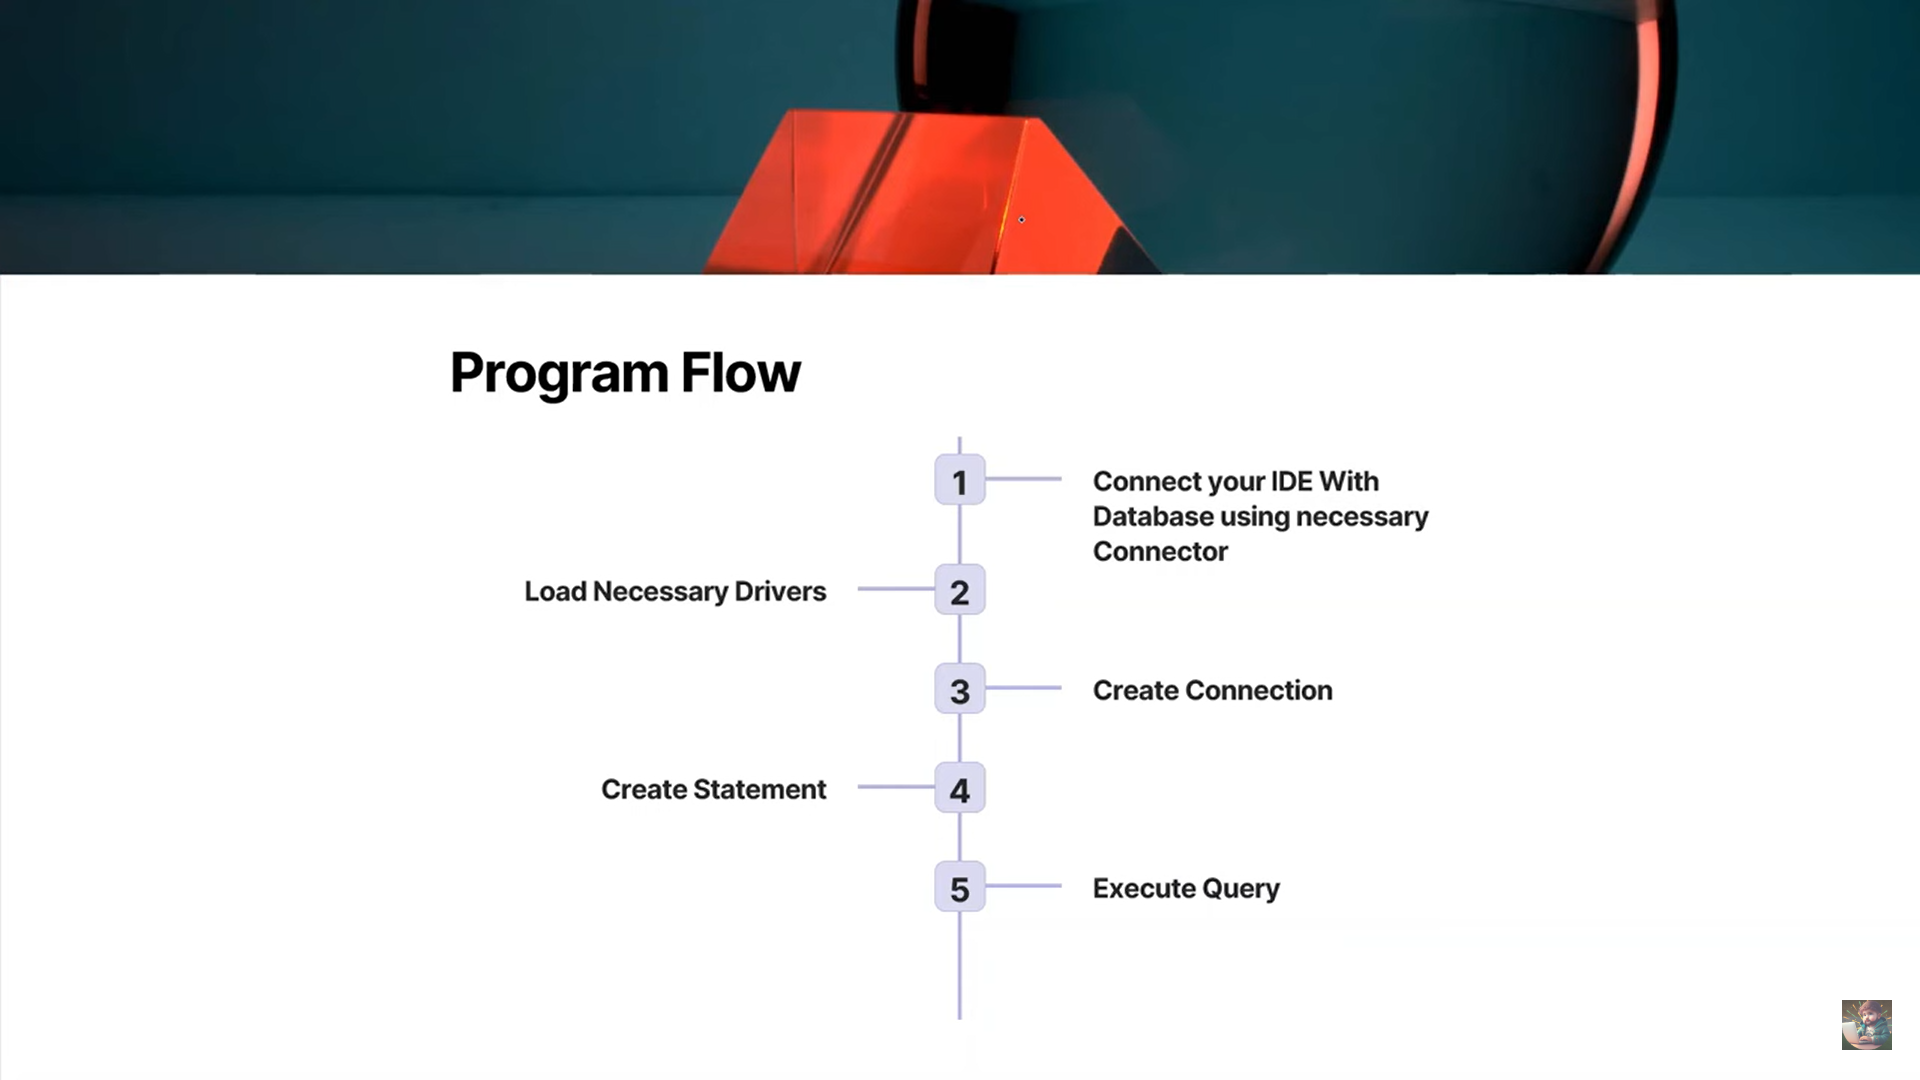 Program Flow
1
Connect your IDE With
Database using necessary
Connector
2
Load Necessary Drivers
3
Create Connection
4
Create Statement
5
Execute Query